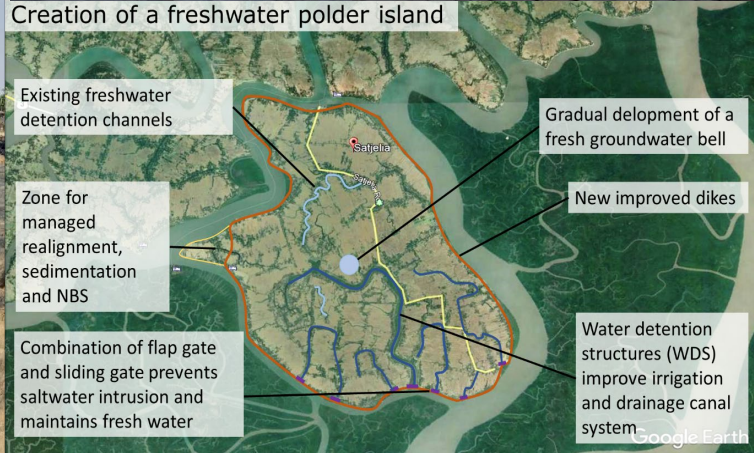 Creation of a freshwater polder island
Existing freshwater
detention channels
Gradual delopment of a
fresh groundwater bell
Satjelia
Zone for
managed
realignment,
sedimentation
and NBS
New improved dikes
Combination of flap gate
and sliding gate prevents
saltwater intrusion and
maintains fresh water
Water detention
structures (WDS)
improve irrigation
and drainage canal
system
Google Earth